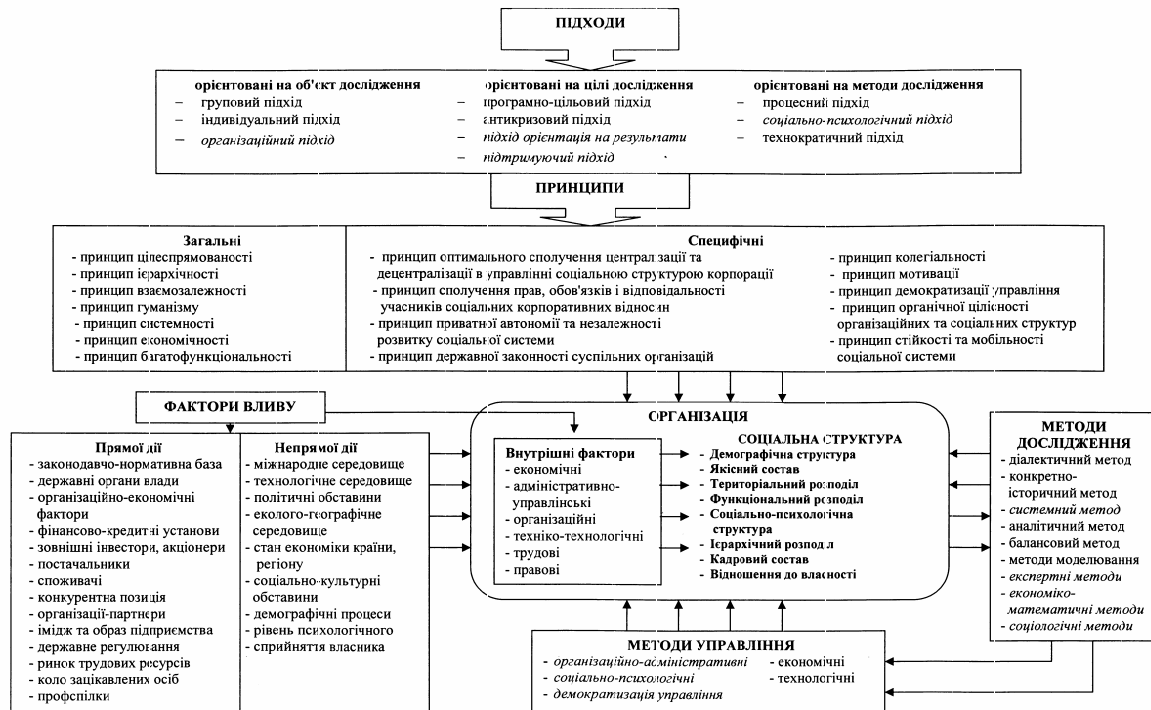 ПІДХОДИ
орієнтовані на об'єкт дослідження
– груповий підхід
– індивідуальний підхід
– організаційний підхід
орієнтовані на цілі дослідження
– програмно-цільовий підхід
– антикризовий підхід
– підхід орієнтація на результати
– підтримуючий підхід
орієнтовані на методи дослідження
– процесний підхід
– соціально-психологічний підхід
– технократичний підхід
ПРИНЦИПИ
Загальні
- принцип цілеспрямованості
- принцип ієрархічності
- принцип взаємозалежності
- принцип гуманізму
- принцип системності
- принцип економічності
- принцип багатофункціональності
Специфічні
- принцип оптимального сполучення централізації та
децентралізації в управлінні соціальною структурою корпорації
- принцип сполучення прав, обов'язків і відповідальності
учасників соціальних корпоративних відносин
- принцип приватної автономії та незалежності
розвитку соціальної системи
- принцип державної законності суспільних організацій
- принцип колегіальності
- принцип мотивації
- принцип демократизації управління
- принцип органічної цілісності
організаційних та соціальних структур
- принцип стійкості та мобільності
соціальної системи
ФАКТОРИ ВЛИВУ
Прямої дії
- законодавчо-нормативна база
- державні органи влади
- організаційно-економічні
фактори
- фінансово-кредитні установи
- зовнішні інвестори, акціонери
- постачальники
- споживачі
- конкурентна позиція
- організації-партнери
- імідж та образ підприємства
- державне регулювання
- ринок трудових ресурсів
- коло зацікавлених осіб
- профспілки
Непрямої дії
- міжнародне середовище
- технологічне середовище
- політичні обставини
- еколого-географічне
середовище
- стан економіки країни,
регіону
- соціально-культурні
обставини
- демографічні процеси
- рівень психологічного
- сприйняття власника
ОРГАНІЗАЦІЯ
Внутрішні фактори
- економічні
- адміністративно-
управлінські
- організаційні
- техніко-технологічні
- трудові
- правові
СОЦІАЛЬНА СТРУКТУРА
- Демографічна структура
- Якісний состав
- Територіальний розподіл
- Функціональний розподіл
- Соціально-психологічна
структура
- Ієрархічний розподіл
- Кадровий состав
- Відношення до власності
МЕТОДИ
ДОСЛІДЖЕННЯ
- діалектичний метод
- конкретно-
історичний метод
- системний метод
- аналітичний метод
- балансовий метод
- методи моделювання
- експертні методи
- економіко-
математичні методи
- соціологічні методи
МЕТОДИ УПРАВЛІННЯ
- організаційно-адміністративні
- соціально-психологічні
- демократизація управління
- економічні
- технологічні